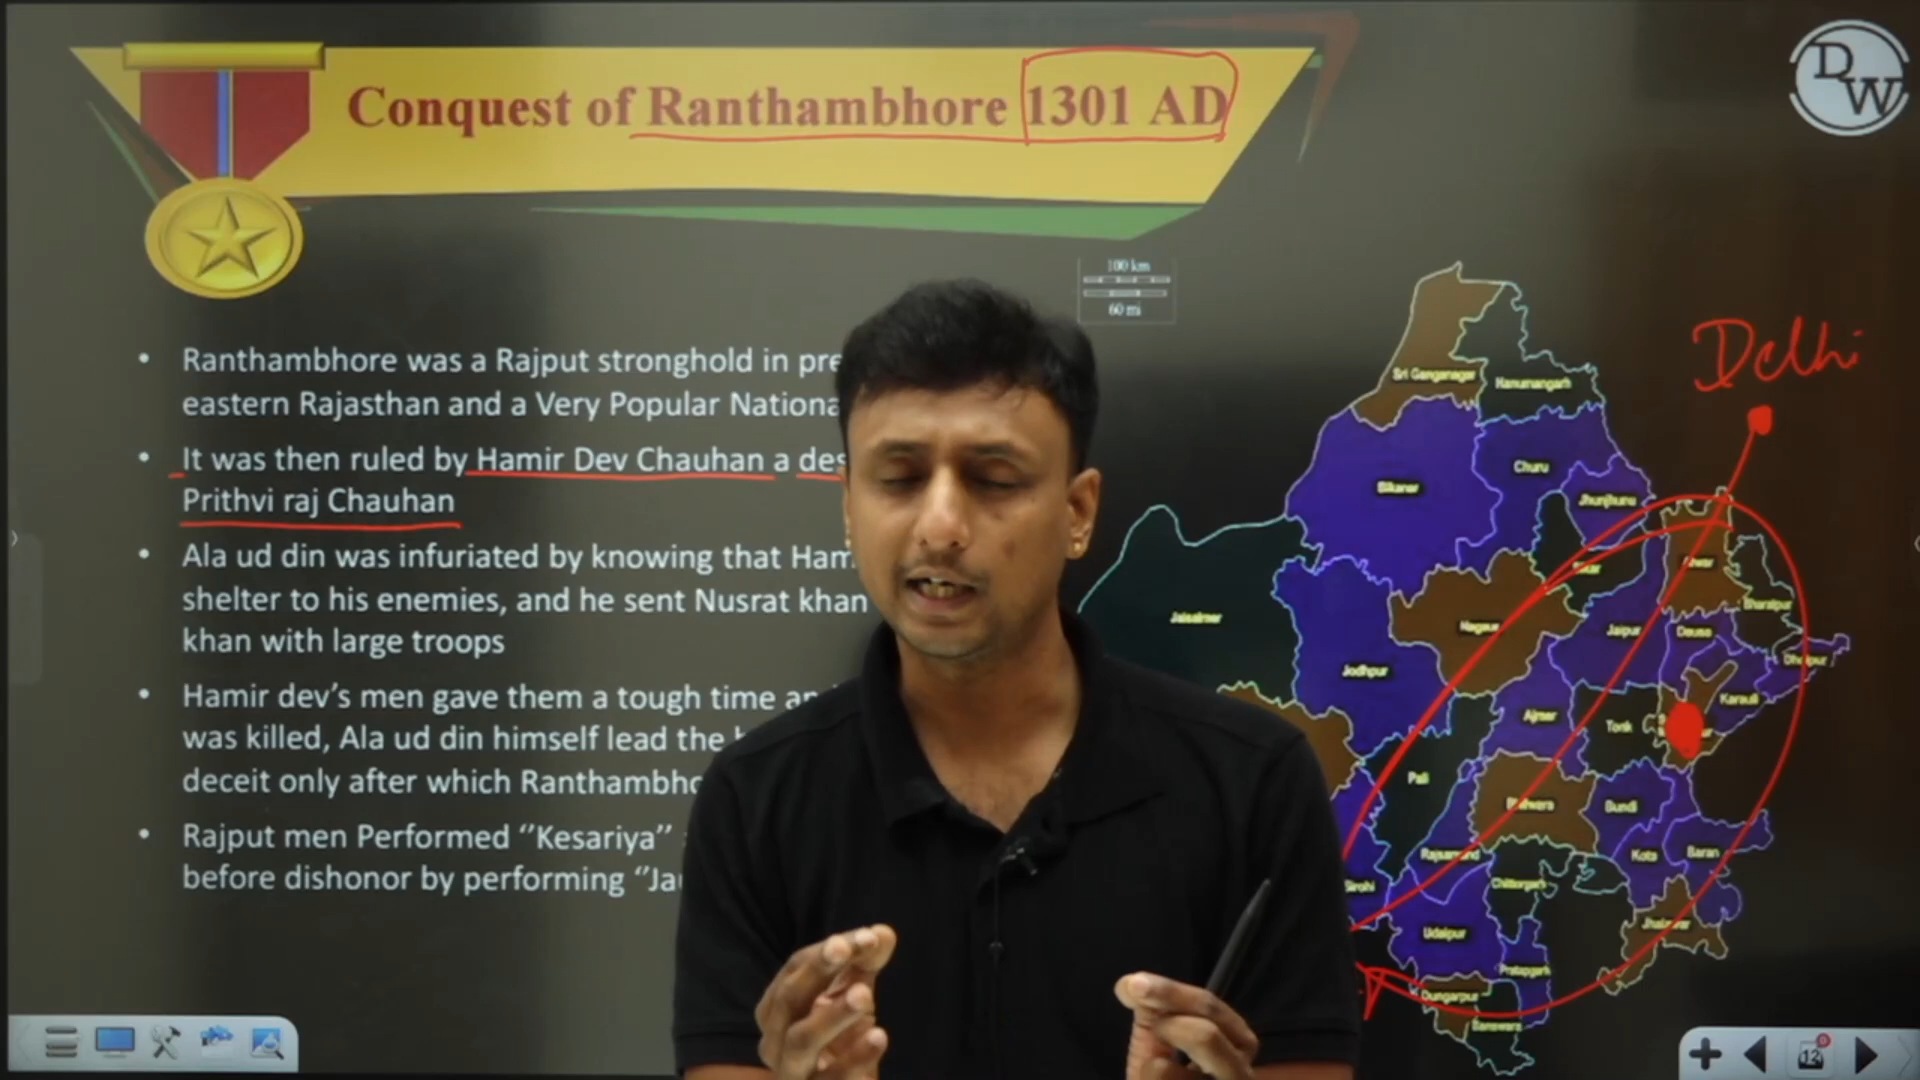 Conquest of Ranthambhore 1301 AD
D
W
100 km
60 mi
Delhi
• Ranthambhore was a Rajput stronghold in pre
eastern Rajasthan and a Very Popular Nationa
• It was then ruled by Hamir Dev Chauhan a des
Prithvi raj Chauhan
• Ala ud din was infuriated by knowing that Ham
shelter to his enemies, and he sent Nusrat khan
khan with large troops
• Hamir dev’s men gave them a tough time an
was killed, Ala ud din himself lead the
deceit only after which Ranthambho
• Rajput men Performed ‘’Kesariya’’
before dishonor by performing ‘’Jau
Sri Ganganagar
Hanumangarh
Bikaner
Churu
Jhunjhunu
Sikar
Alwar
Bharatpur
Jaisalmer
Nagaur
Jaipur
Dausa
Dholpur
Jodhpur
Karauli
Ajmer
Tonk
Pali
Bhilwara
Bundi
Rajsamand
Kota
Baran
Sirohi
Chittorgarh
Udaipur
Jhalawar
Pratapgarh
Dungarpur
Banswara
12